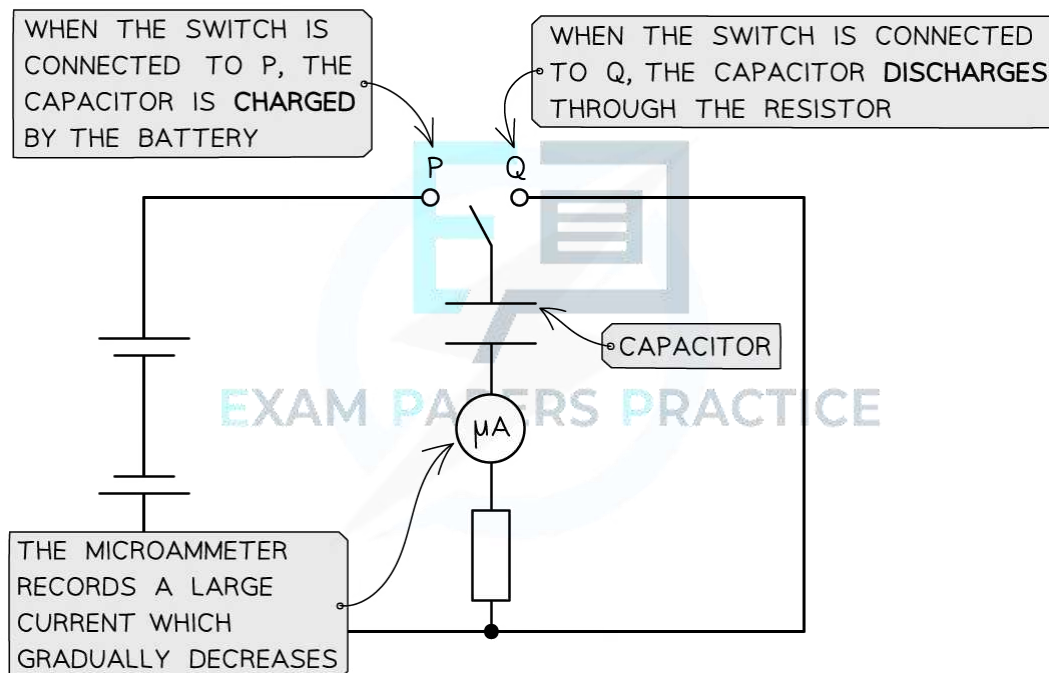 WHEN THE SWITCH IS
CONNECTED TO P, THE
CAPACITOR IS CHARGED
BY THE BATTERY
WHEN THE SWITCH IS CONNECTED
TO Q, THE CAPACITOR DISCHARGES
THROUGH THE RESISTOR
P
Q
CAPACITOR
EXAM PAPERS PRACTICE
μA
THE MICROAMMETER
RECORDS A LARGE
CURRENT WHICH
GRADUALLY DECREASES